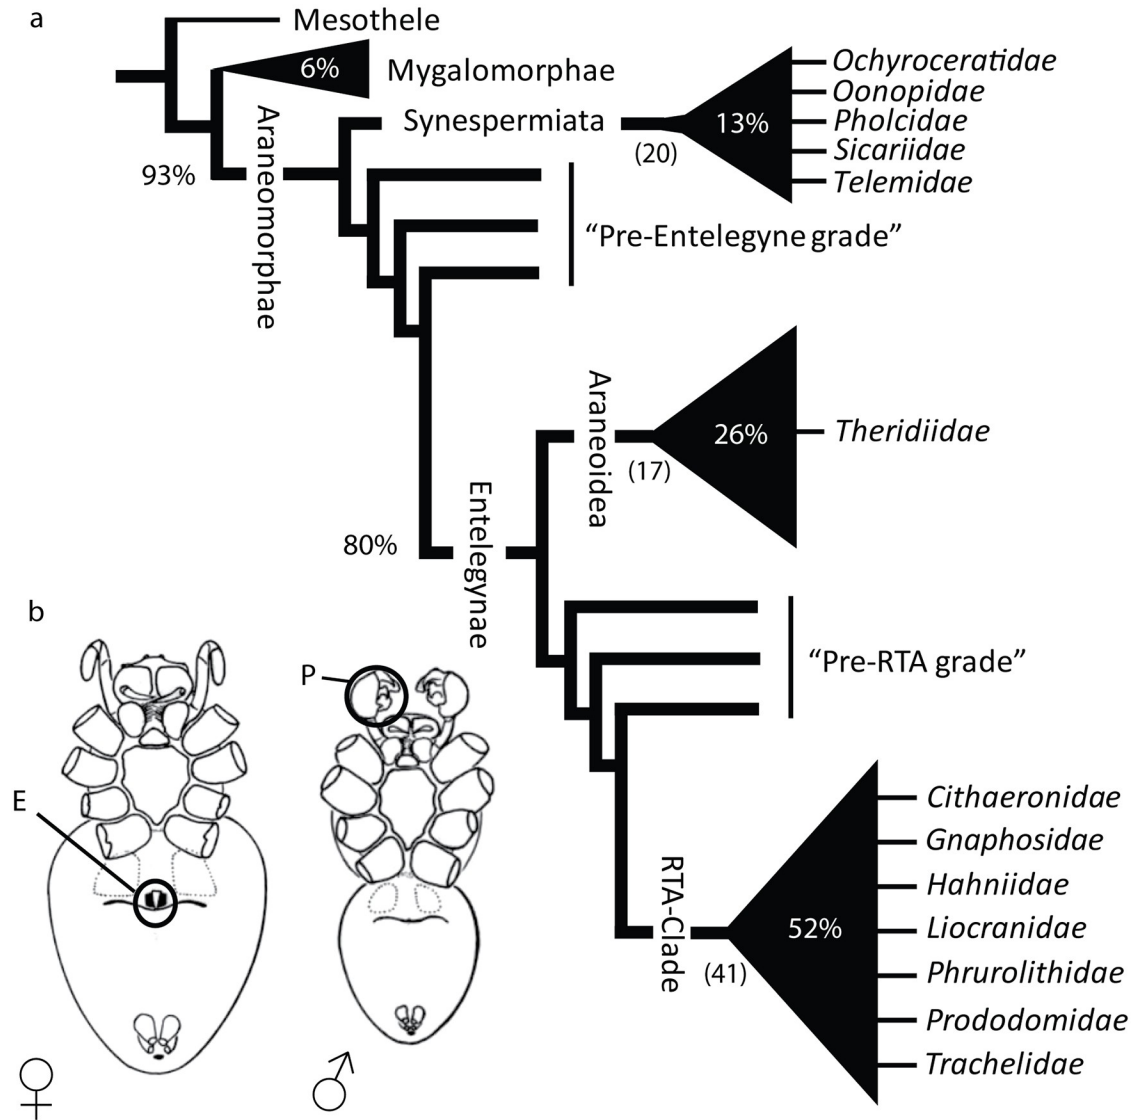 a
Mesothele
6%
Mygalomorphae
Araneomorphae
93%
Synespermiata
(20)
13%
Ochyroceratidae
Oonopidae
Pholcidae
Sicariidae
Telemidae
“Pre-Entelegyne grade”
Araneoidea
(17)
26%
Theridiidae
Entelegynae
80%
“Pre-RTA grade”
RTA-Clade
(41)
52%
Cithaeronidae
Gnaphosidae
Hahniidae
Liocranidae
Phrurolithidae
Prododomidae
Trachelidae
b
P
E
♀
♂